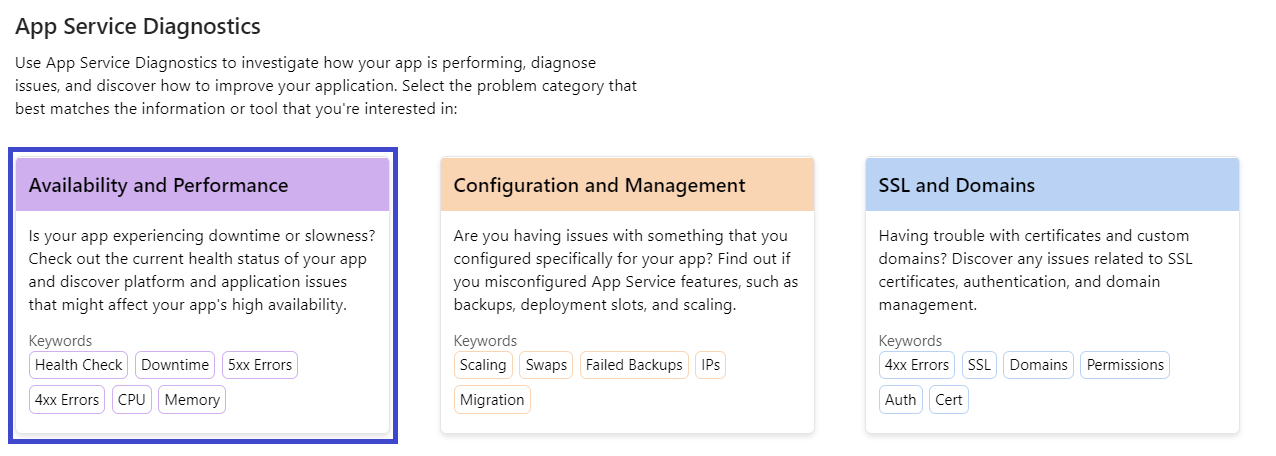 App Service Diagnostics
Use App Service Diagnostics to investigate how your app is performing, diagnose
issues, and discover how to improve your application. Select the problem category that
best matches the information or tool that you're interested in:
Availability and Performance
Is your app experiencing downtime or slowness?
Check out the current health status of your app
and discover platform and application issues
that might affect your app's high availability.
Keywords
Health Check Downtime 5xx Errors
4xx Errors CPU Memory
Configuration and Management
Are you having issues with something that you
configured specifically for your app? Find out if
you misconfigured App Service features, such as
backups, deployment slots, and scaling.
Keywords
Scaling Swaps Failed Backups IPs
Migration
SSL and Domains
Having trouble with certificates and custom
domains? Discover any issues related to SSL
certificates, authentication, and domain
management.
Keywords
4xx Errors SSL Domains Permissions
Auth Cert